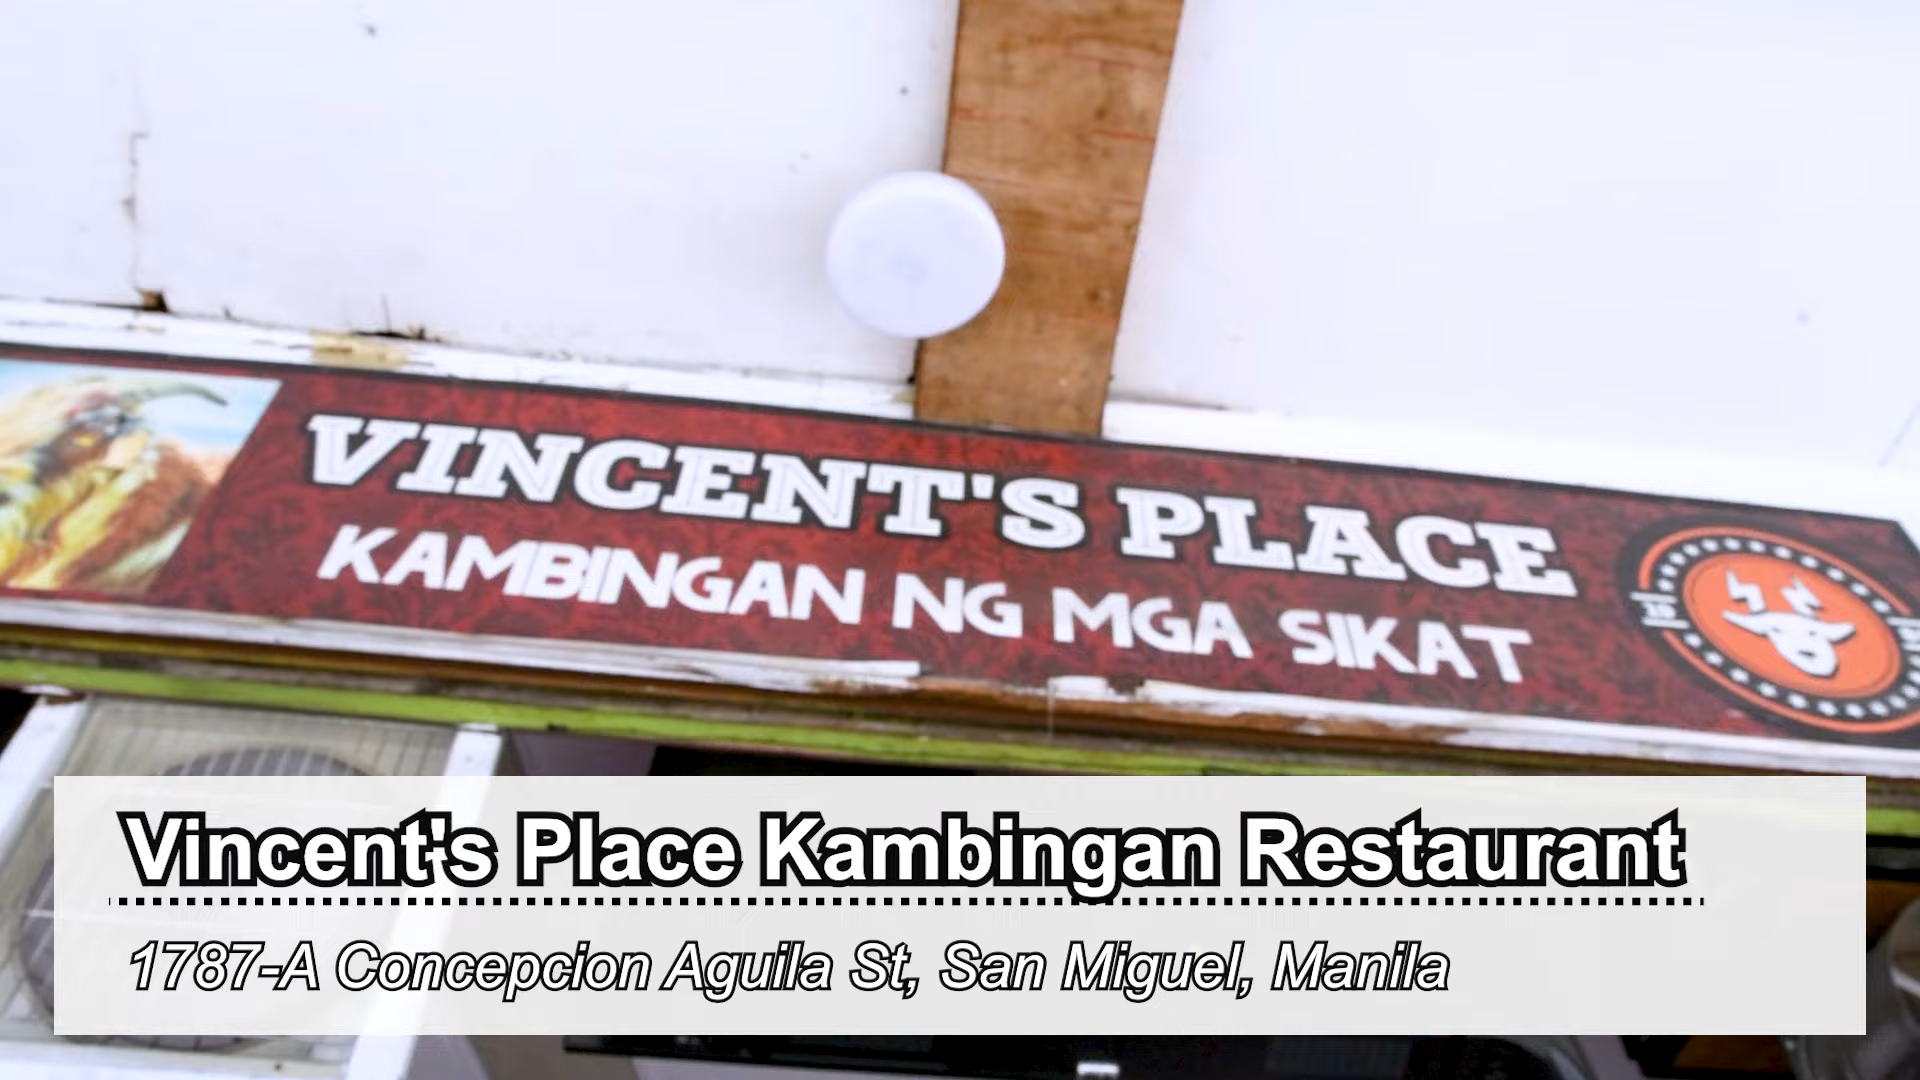 VINCENT'S PLACE
KAMBINGAN NG MGA SIKAT
Vincent's Place Kambingan Restaurant
1787-A Concepcion Aguila St, San Miguel, Manila